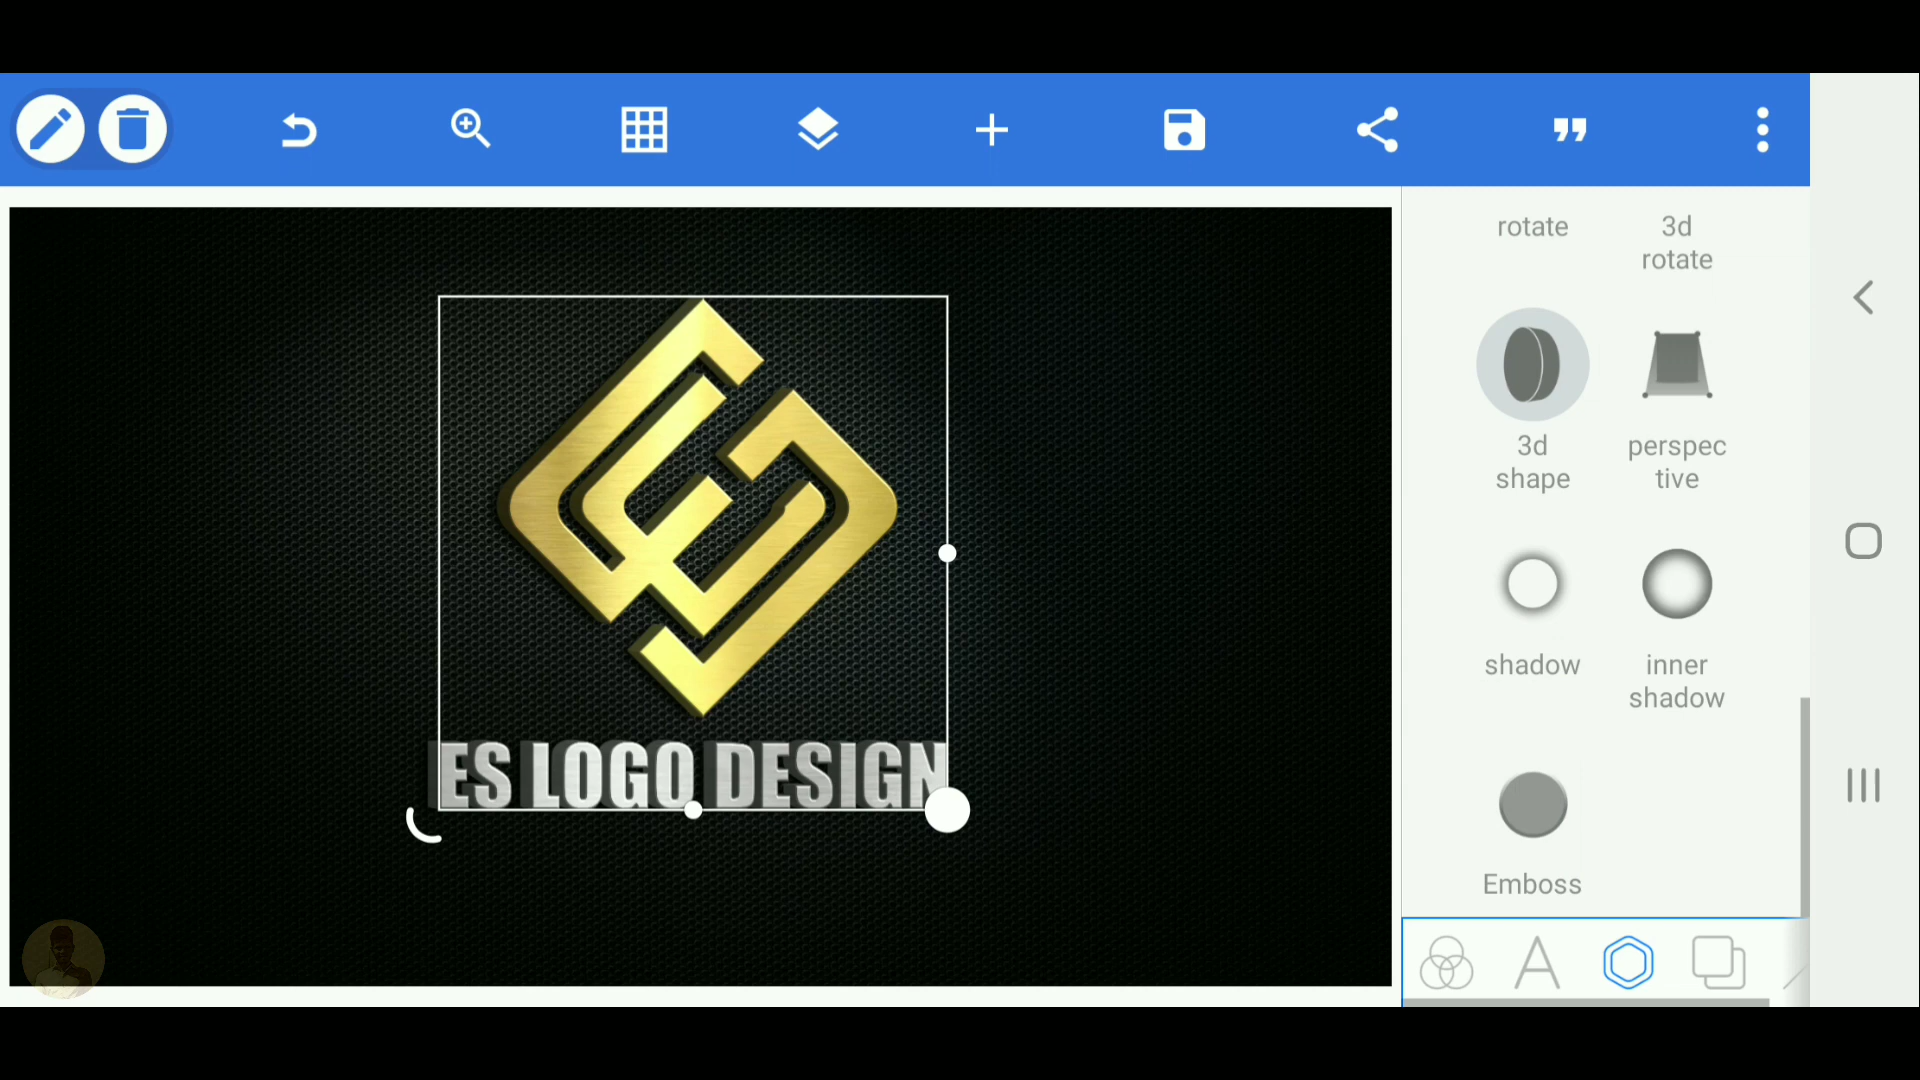 rotate
3d
rotate
3d
shape
perspec
tive
shadow
inner
shadow
Emboss
ES LOGO DESIGN